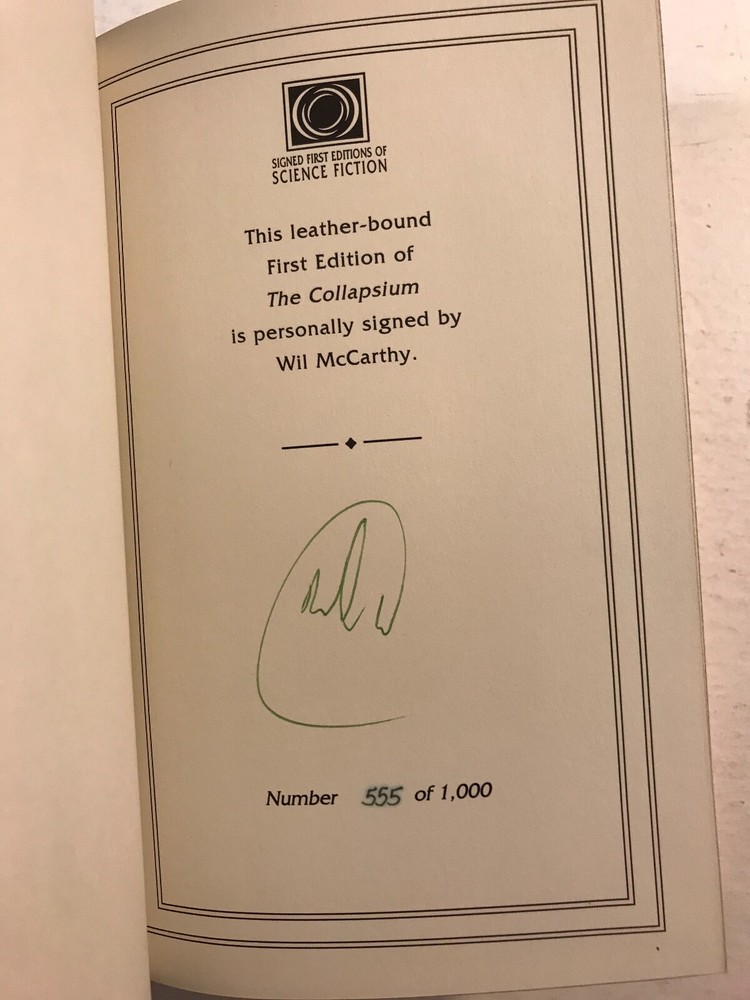 SIGNED FIRST EDITIONS OF
SCIENCE FICTION
This leather-bound
First Edition of
The Collapsium
is personally signed by
Wil McCarthy.
Number 555 of 1,000